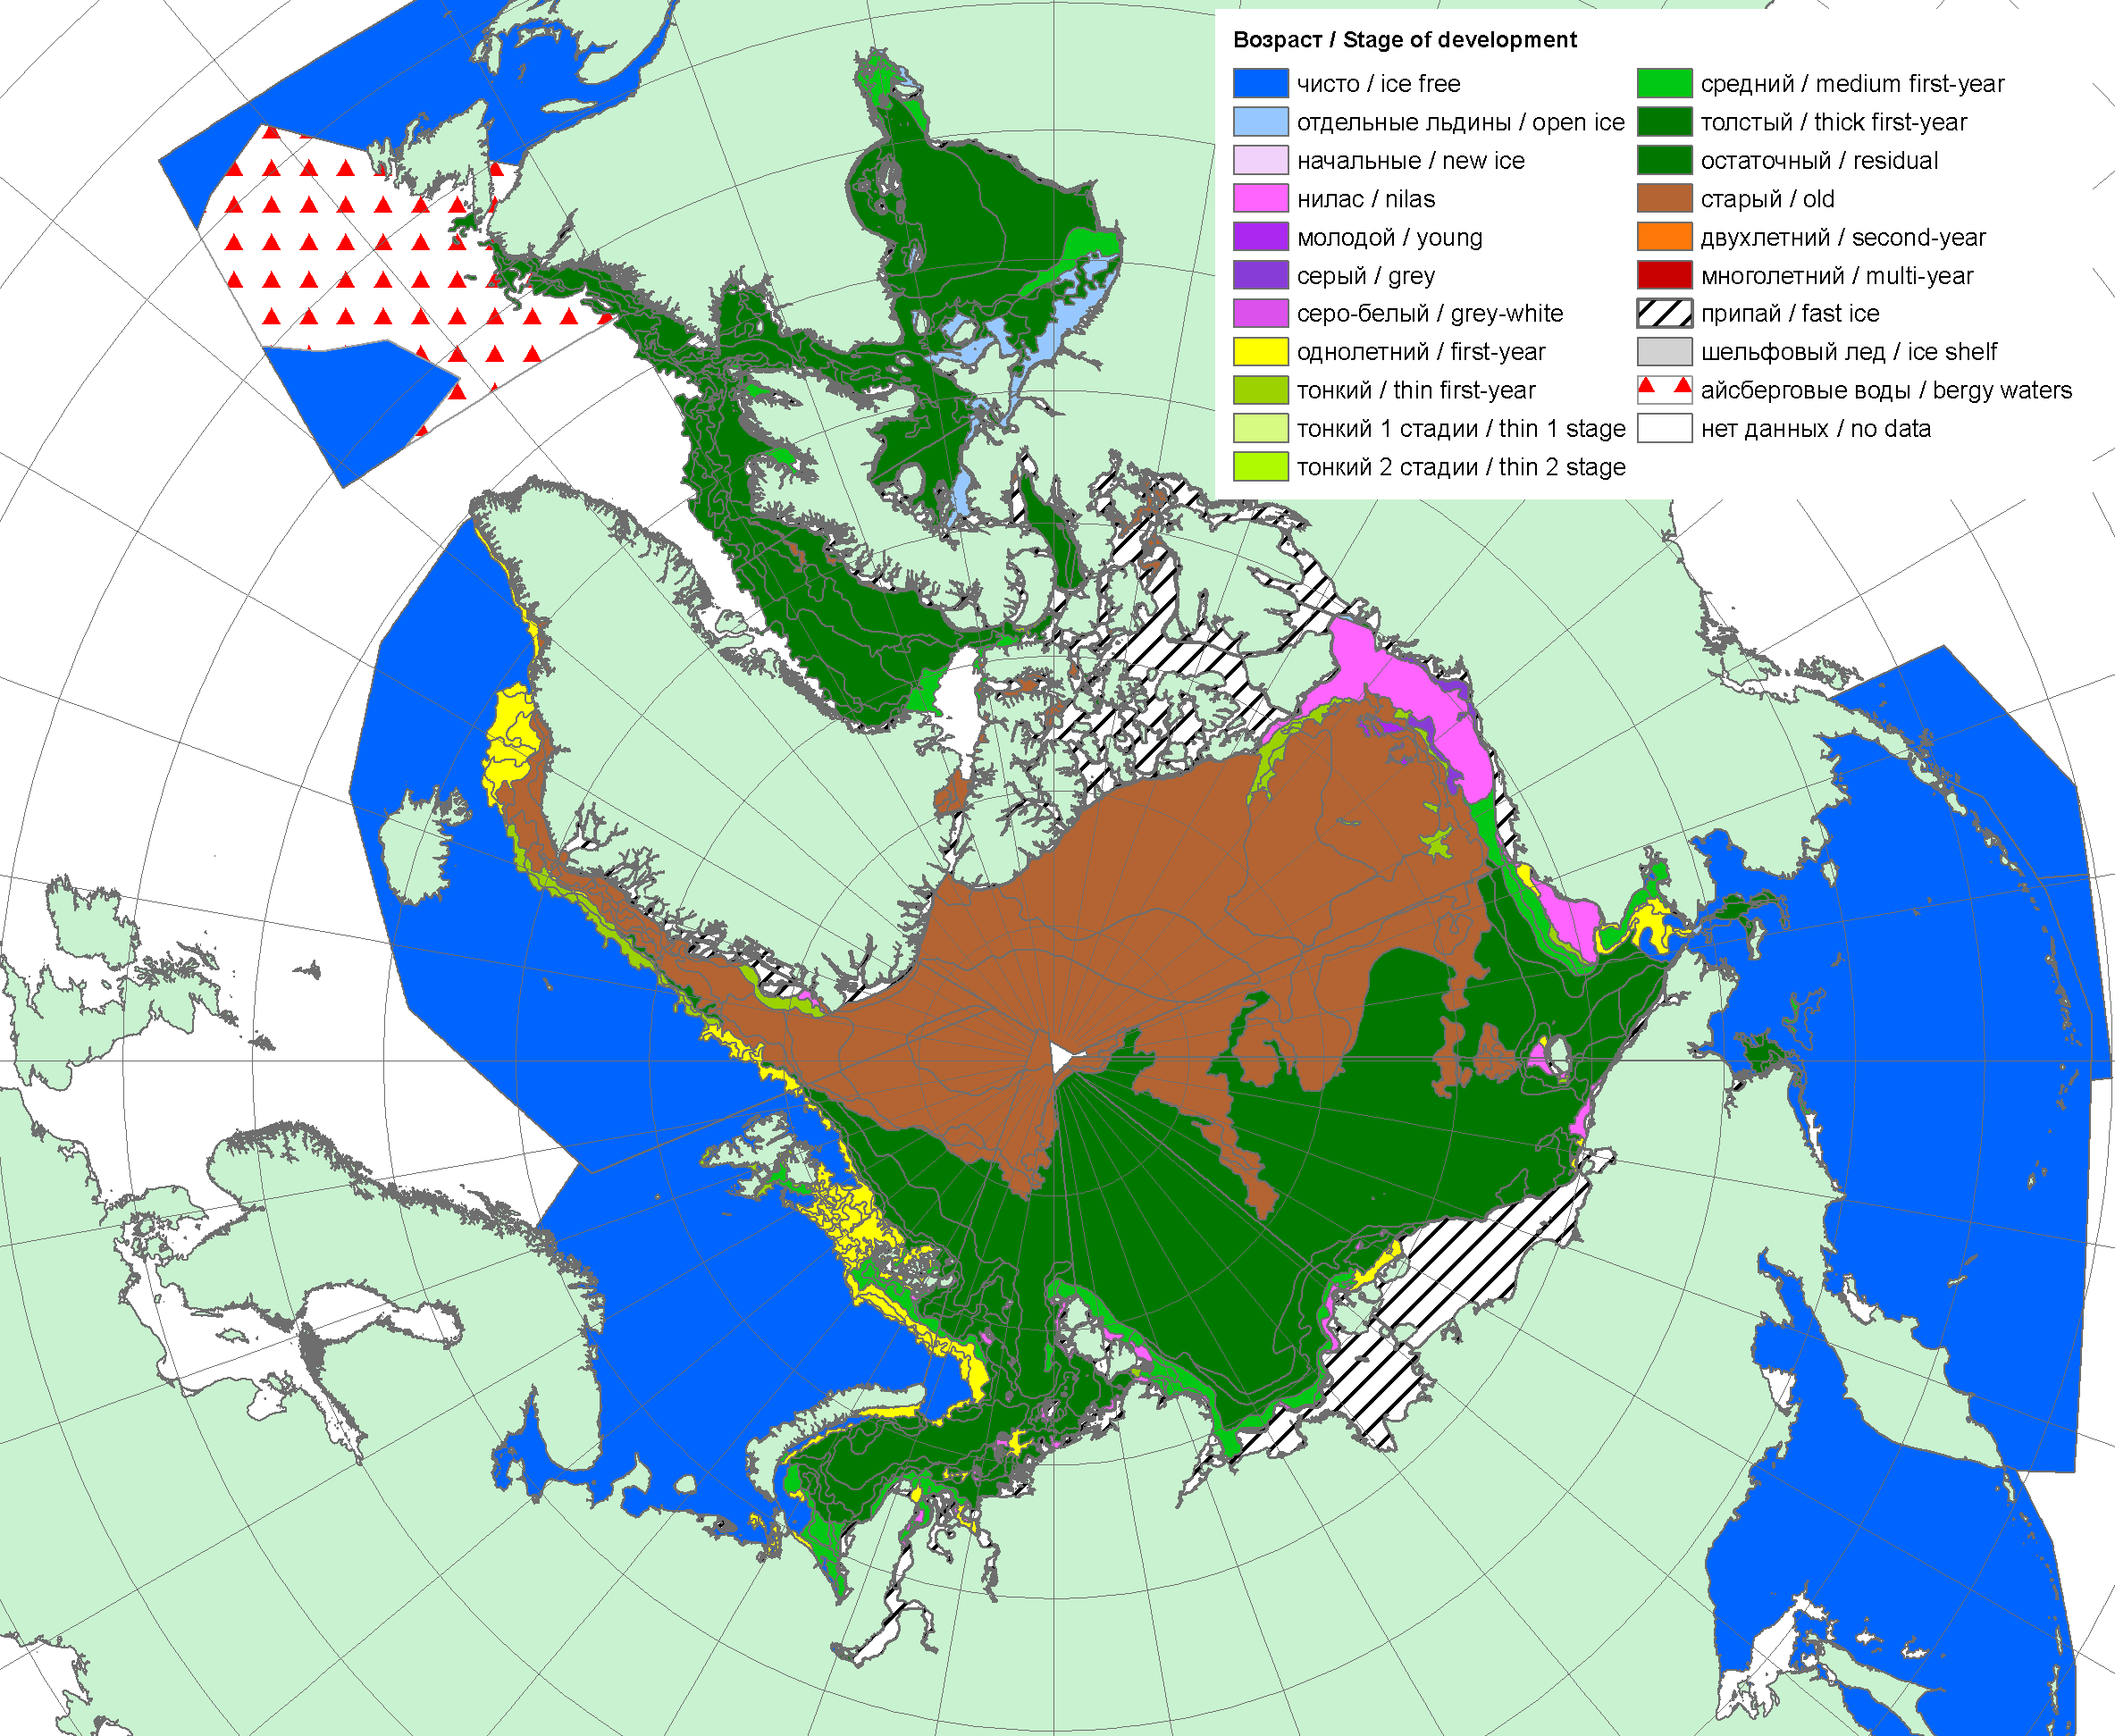 Возраст / Stage of development
чисто / ice free
отдельные льдины / open ice
начальные / new ice
нилас / nilas
молодой / young
серый / grey
серо-белый / grey-white
однолетний / first-year
тонкий / thin first-year
тонкий 1 стадии / thin 1 stage
тонкий 2 стадии / thin 2 stage
средний / medium first-year
толстый / thick first-year
остаточный / residual
старый / old
двухлетний / second-year
многолетний / multi-year
припай / fast ice
шельфовый лед / ice shelf
айсберговые воды / bergy waters
нет данных / no data